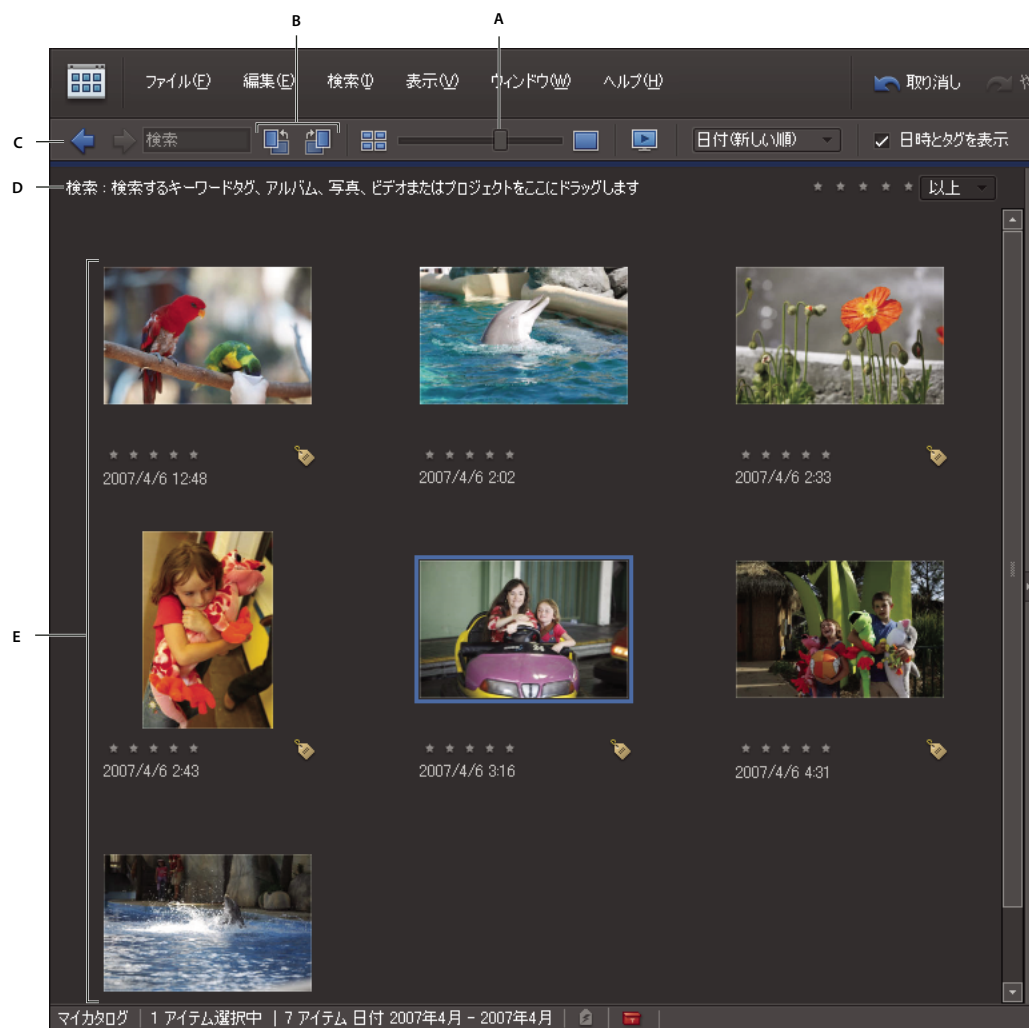 B
A
ファイル(F) 編集(E) 検索(I) 表示(V) ウィンドウ(W) ヘルプ(H) 取り消し や
C
検索 日付(新しい順) 日時とタグを表示
D
検索 : 検索するキーワードタグ、アルバム、写真、ビデオまたはプロジェクトをここにドラッグします 以上
2007/4/6 12:48 2007/4/6 2:02 2007/4/6 2:33
E
2007/4/6 2:43 2007/4/6 3:16 2007/4/6 4:31
マイカタログ | 1 アイテム選択中 | 7 アイテム 日付 2007年4月 - 2007年4月